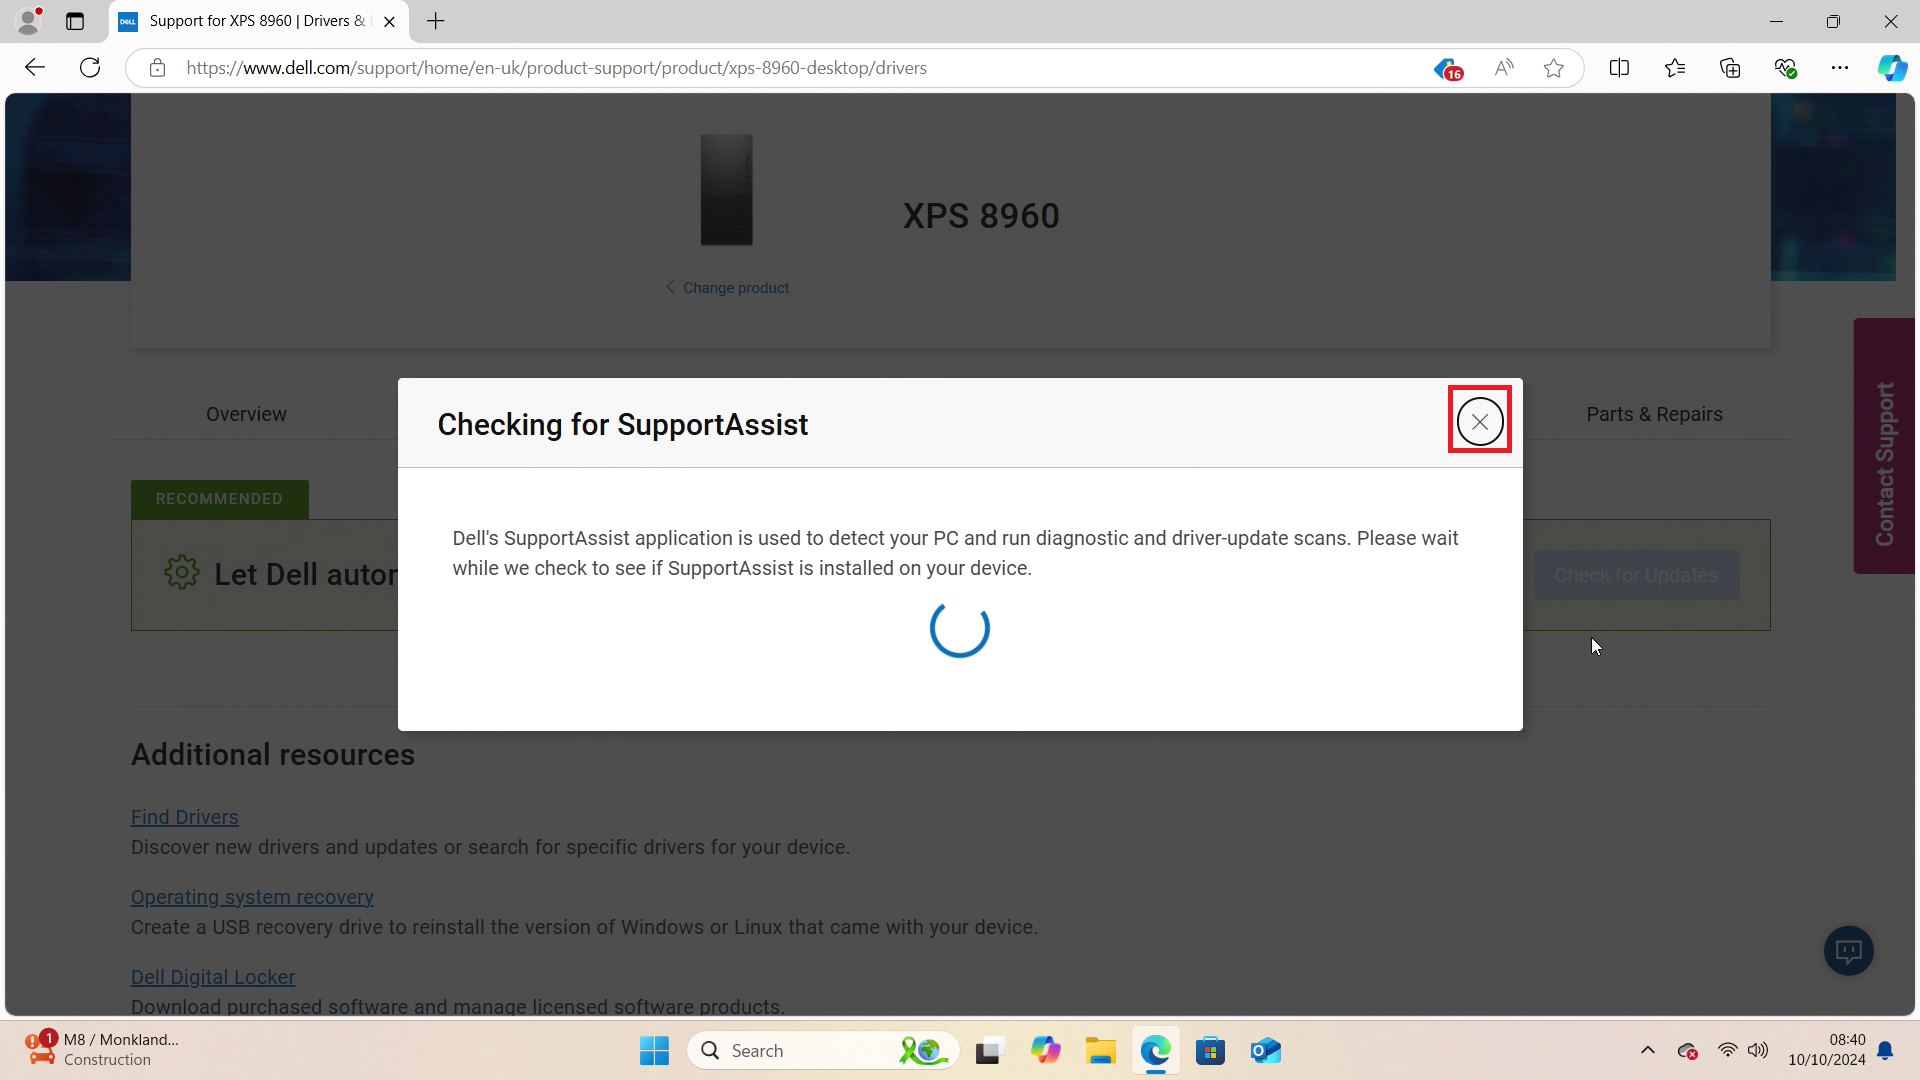 DELL
Support for XPS 8960 | Drivers &
https://www.dell.com/support/home/en-uk/product-support/product/xps-8960-desktop/drivers
16
XPS 8960
Change product
Overview
Parts & Repairs
Contact Support
Checking for SupportAssist
Dell's SupportAssist application is used to detect your PC and run diagnostic and driver-update scans. Please wait
while we check to see if SupportAssist is installed on your device.
RECOMMENDED
Let Dell autor
Check for Updates
Additional resources
Find Drivers
Discover new drivers and updates or search for specific drivers for your device.
Operating system recovery
Create a USB recovery drive to reinstall the version of Windows or Linux that came with your device.
Dell Digital Locker
Download purchased software and manage licensed software products.
1
M8 / Monkland...
Construction
Search
08:40
10/10/2024